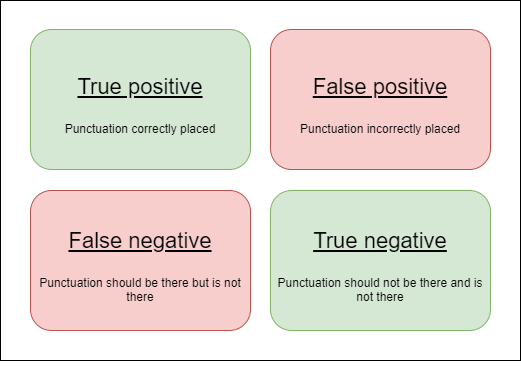 True positive
Punctuation correctly placed
False positive
Punctuation incorrectly placed
False negative
Punctuation should be there but is not
there
True negative
Punctuation should not be there and is
not there